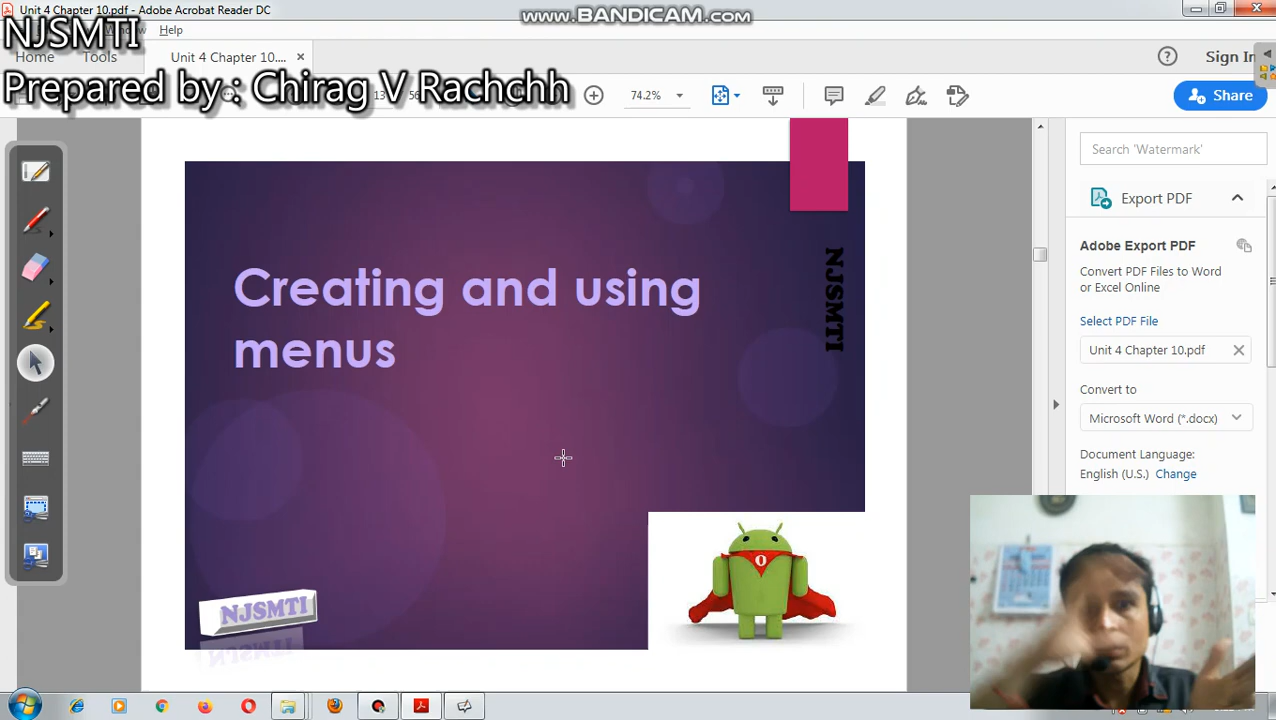 Unit 4 Chapter 10.pdf - Adobe Acrobat Reader DC
www.BANDICAM.com
NJSMTI
Help
Home
Tools
Unit 4 Chapter 10....
Sign In
Prepared by : Chirag V Rachchh
74.2%
Share
Search 'Watermark'
Export PDF
Adobe Export PDF
Convert PDF Files to Word
or Excel Online
Select PDF File
Unit 4 Chapter 10.pdf
Convert to
Microsoft Word (*.docx)
Document Language:
English (U.S.) Change
Creating and using
menus
NJSMTI
NJSMTI